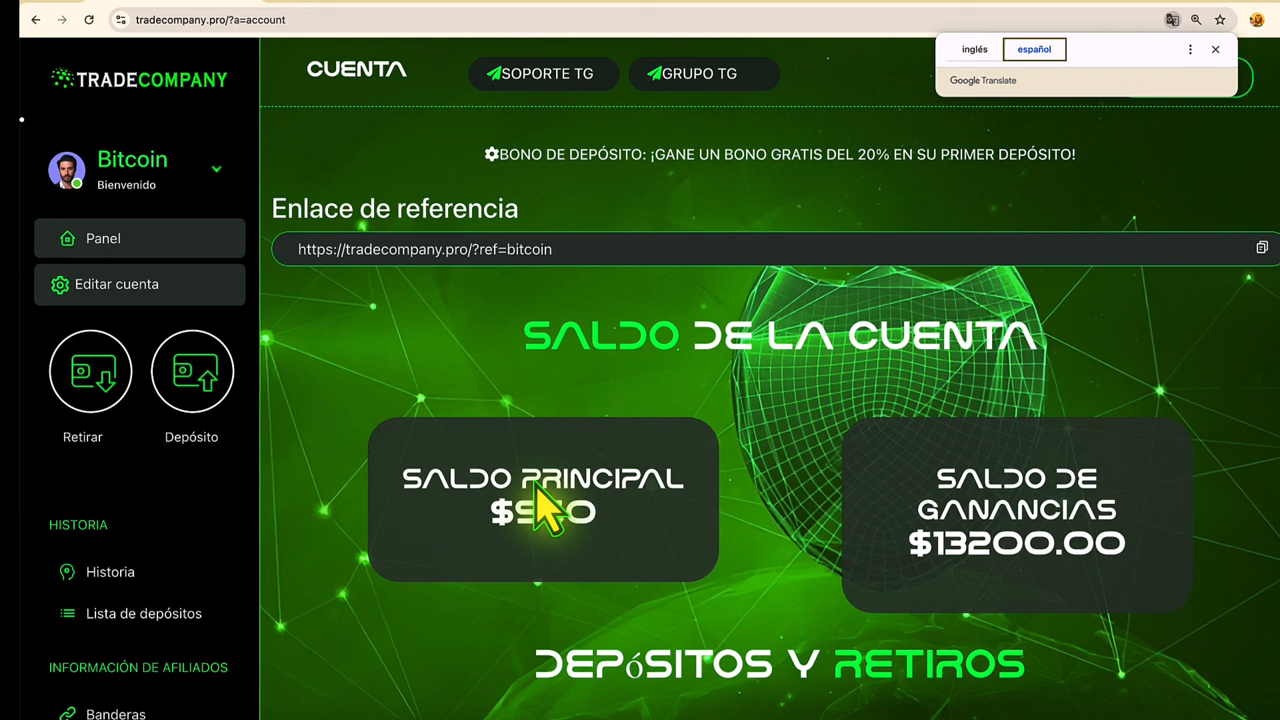 tradecompany.pro/?a=account
inglés
español
Google Translate
TRADECOMPANY
CUENTA
SOPORTE TG
GRUPO TG
Bitcoin
Bienvenido
BONO DE DEPÓSITO: ¡GANE UN BONO GRATIS DEL 20% EN SU PRIMER DEPÓSITO!
Panel
Editar cuenta
Enlace de referencia
https://tradecompany.pro/?ref=bitcoin
Retirar
Depósito
SALDO DE LA CUENTA
SALDO PRINCIPAL
SALDO DE
GANANCIAS
$13200.00
HISTORIA
Historia
Lista de depósitos
INFORMACIÓN DE AFILIADOS
Banderas
DEPóSITOS Y RETIROS